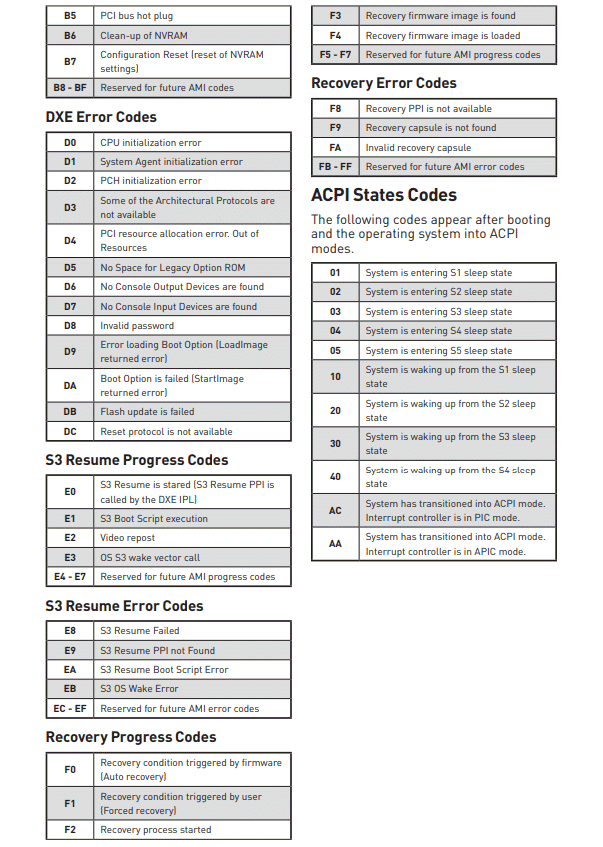 B5 PCI bus hot plug
B6 Clean-up of NVRAM
B7 Configuration Reset (reset of NVRAM
settings)
B8 - BF Reserved for future AMI codes
DXE Error Codes
D0 CPU initialization error
D1 System Agent initialization error
D2 PCH initialization error
D3 Some of the Architectural Protocols are
not available
D4 PCI resource allocation error. Out of
Resources
D5 No Space for Legacy Option ROM
D6 No Console Output Devices are found
D7 No Console Input Devices are found
D8 Invalid password
D9 Error loading Boot Option (LoadImage
returned error)
DA Boot Option is failed (StartImage
returned error)
DB Flash update is failed
DC Reset protocol is not available
S3 Resume Progress Codes
E0 S3 Resume is stared (S3 Resume PPI is
called by the DXE IPL)
E1 S3 Boot Script execution
E2 Video repost
E3 OS S3 wake vector call
E4 - E7 Reserved for future AMI progress codes
S3 Resume Error Codes
E8 S3 Resume Failed
E9 S3 Resume PPI not Found
EA S3 Resume Boot Script Error
EB S3 OS Wake Error
EC - EF Reserved for future AMI error codes
Recovery Progress Codes
F0 Recovery condition triggered by firmware
(Auto recovery)
F1 Recovery condition triggered by user
(Forced recovery)
F2 Recovery process started
F3 Recovery firmware image is found
F4 Recovery firmware image is loaded
F5 - F7 Reserved for future AMI progress codes
Recovery Error Codes
F8 Recovery PPI is not available
F9 Recovery capsule is not found
FA Invalid recovery capsule
FB - FF Reserved for future AMI error codes
ACPI States Codes
The following codes appear after booting
and the operating system into ACPI
modes.
01 System is entering S1 sleep state
02 System is entering S2 sleep state
03 System is entering S3 sleep state
04 System is entering S4 sleep state
05 System is entering S5 sleep state
10 System is waking up from the S1 sleep
state
20 System is waking up from the S2 sleep
state
30 System is waking up from the S3 sleep
state
40 System is waking up from the S4 sleep
state
AC System has transitioned into ACPI mode.
Interrupt controller is in PIC mode.
AA System has transitioned into ACPI mode.
Interrupt controller is in APIC mode.